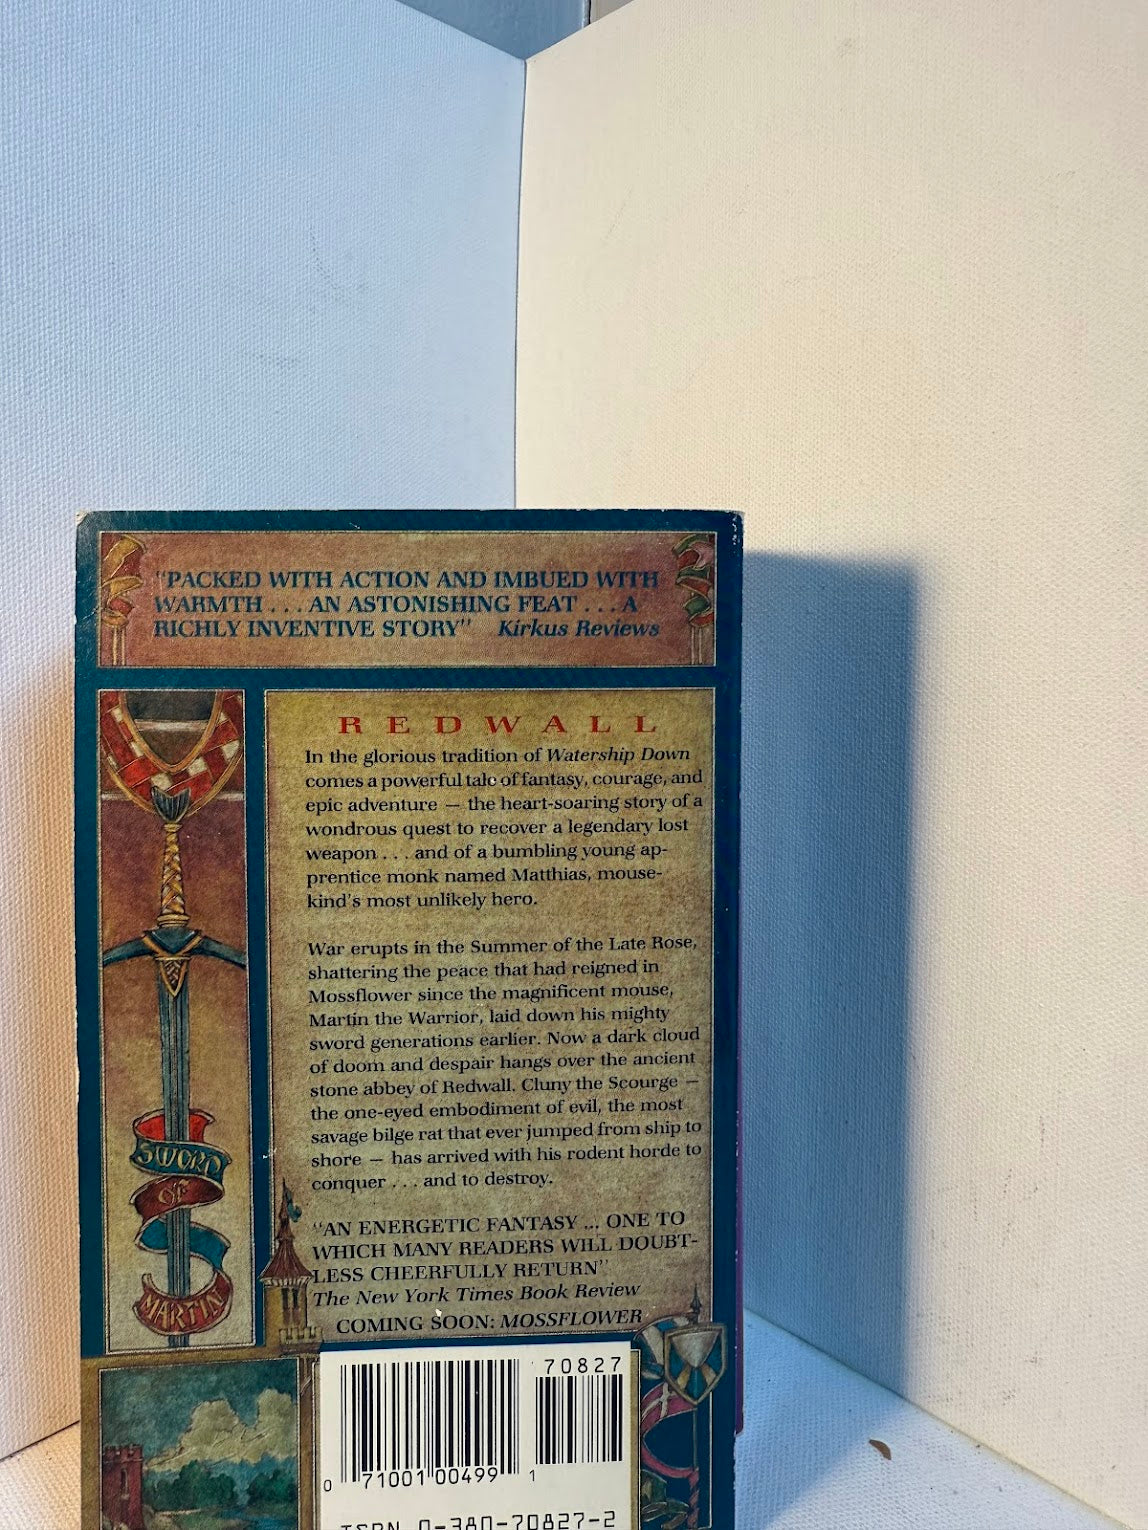 "PACKED WITH ACTION AND IMBUED WITH
WARMTH . . . AN ASTONISHING FEAT . . . A
RICHLY INVENTIVE STORY" Kirkus Reviews
REDWALL
In the glorious tradition of Watership Down
comes a powerful tale of fantasy, courage, and
epic adventure — the heart-soaring story of a
wondrous quest to recover a legendary lost
weapon . . . and of a bumbling young ap-
prentice monk named Matthias, mouse-
kind's most unlikely hero.
War erupts in the Summer of the Late Rose,
shattering the peace that had reigned in
Mossflower since the magnificent mouse,
Martin the Warrior, laid down his mighty
sword generations earlier. Now a dark cloud
of doom and despair hangs over the ancient
stone abbey of Redwall. Cluny the Scourge —
the one-eyed embodiment of evil, the most
savage bilge rat that ever jumped from ship to
shore — has arrived with his rodent horde to
conquer . . . and to destroy.
"AN ENERGETIC FANTASY ... ONE TO
WHICH MANY READERS WILL DOUBT-
LESS CHEERFULLY RETURN"
The New York Times Book Review
COMING SOON: MOSSFLOWER
SWORD
OF
MARTIN
70827
0 71001 00499 1
ISBN 0-380-70827-2